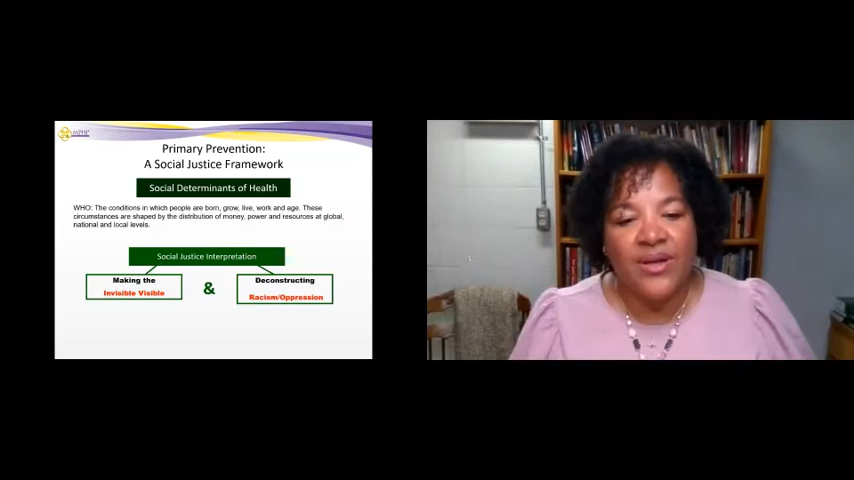 MPHI
Primary Prevention:
A Social Justice Framework
Social Determinants of Health
WHO: The conditions in which people are born, grow, live, work and age. These
circumstances are shaped by the distribution of money, power and resources at global,
national and local levels.
Social Justice Interpretation
Making the
Invisible Visible
&
Deconstructing
Racism/Oppression